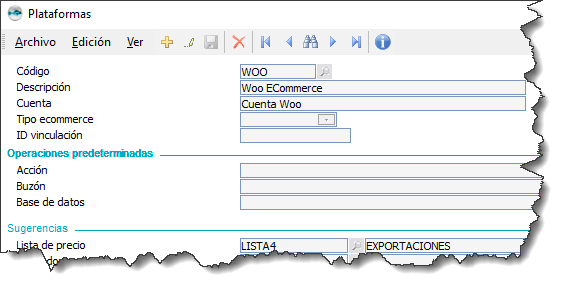 Plataformas
Archivo Edición Ver
Código WOO
Descripción Woo ECommerce
Cuenta Cuenta Woo
Tipo ecommerce
ID vinculación
Operaciones predeterminadas
Acción
Buzón
Base de datos
Sugerencias
Lista de precio LISTA4 EXPORTACIONES